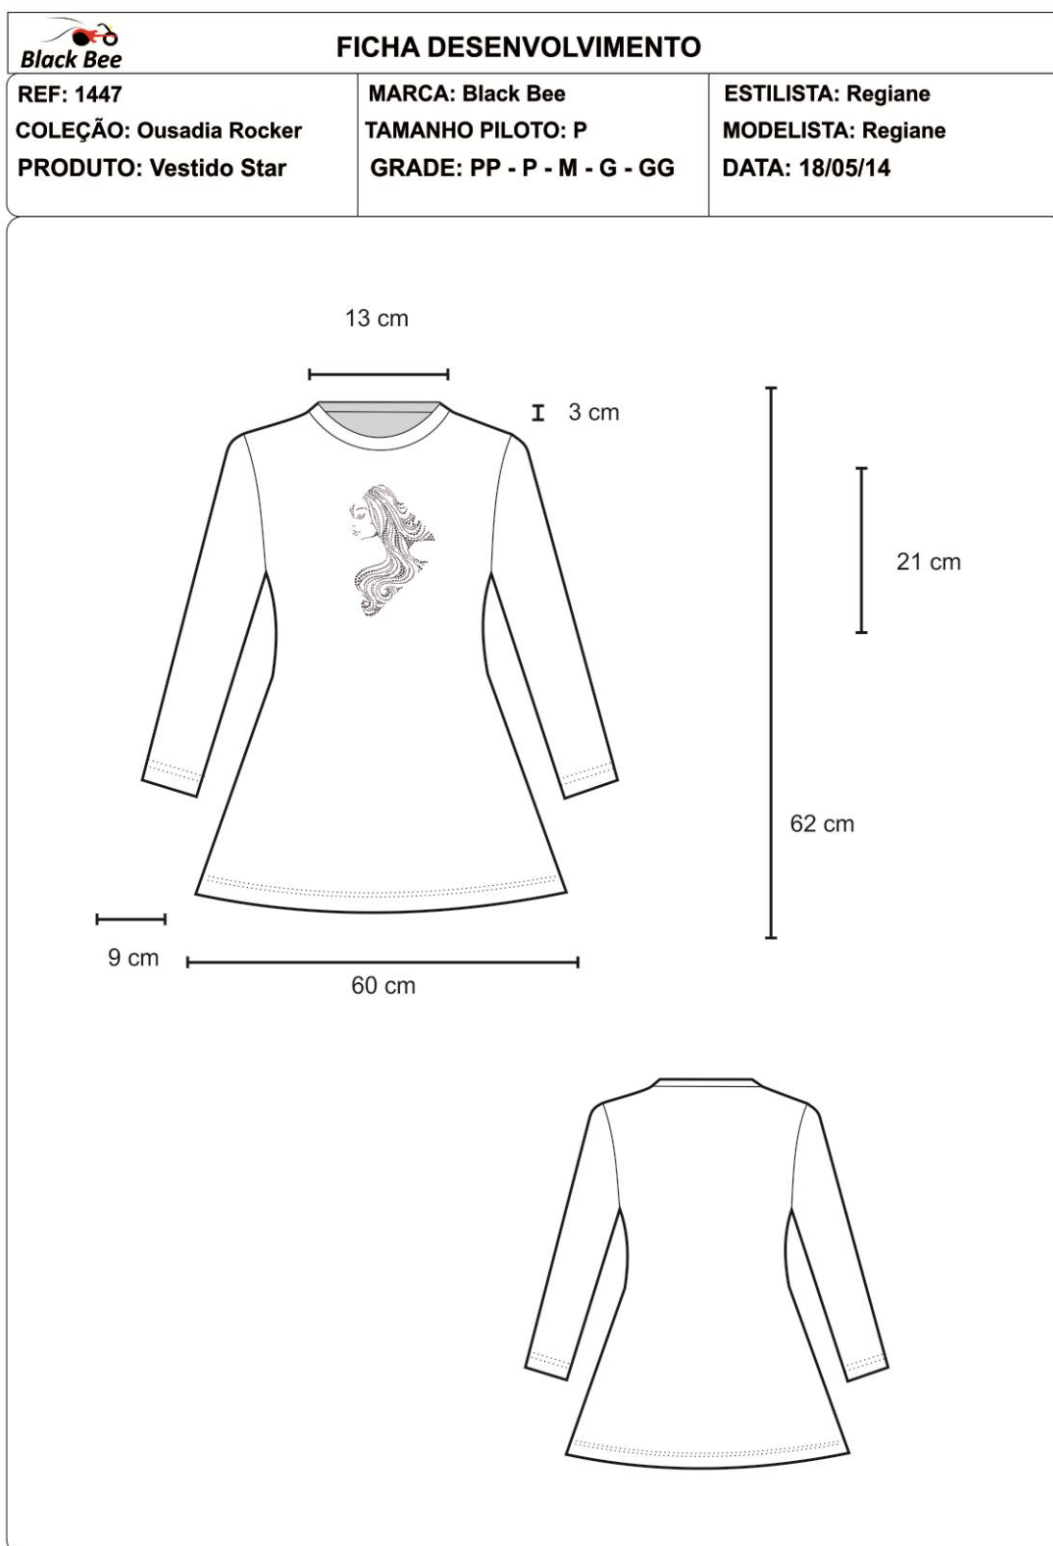 Black Bee
FICHA DESENVOLVIMENTO
REF: 1447
COLEÇÃO: Ousadia Rocker
PRODUTO: Vestido Star
MARCA: Black Bee
TAMANHO PILOTO: P
GRADE: PP - P - M - G - GG
ESTILISTA: Regiane
MODELISTA: Regiane
DATA: 18/05/14
13 cm
3 cm
21 cm
62 cm
9 cm
60 cm